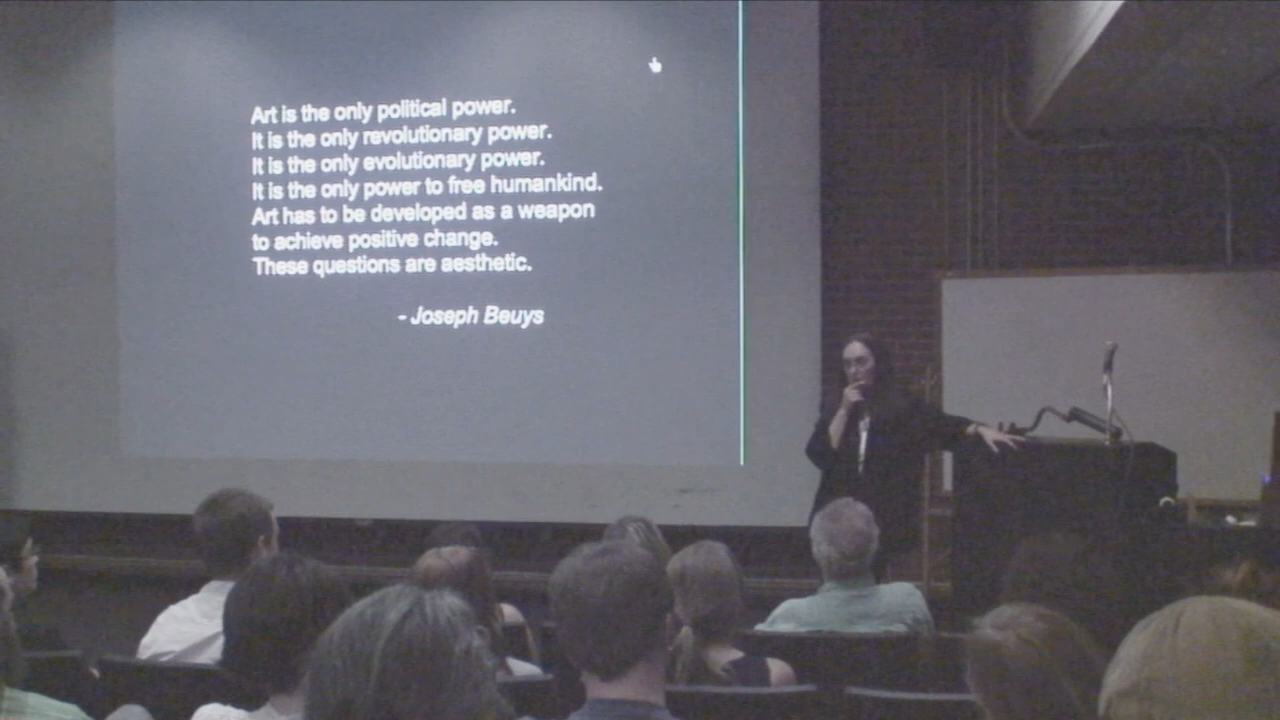 Art is the only political power.
It is the only revolutionary power.
It is the only evolutionary power.
It is the only power to free humankind.
Art has to be developed as a weapon
to achieve positive change.
These questions are aesthetic.
- Joseph Beuys